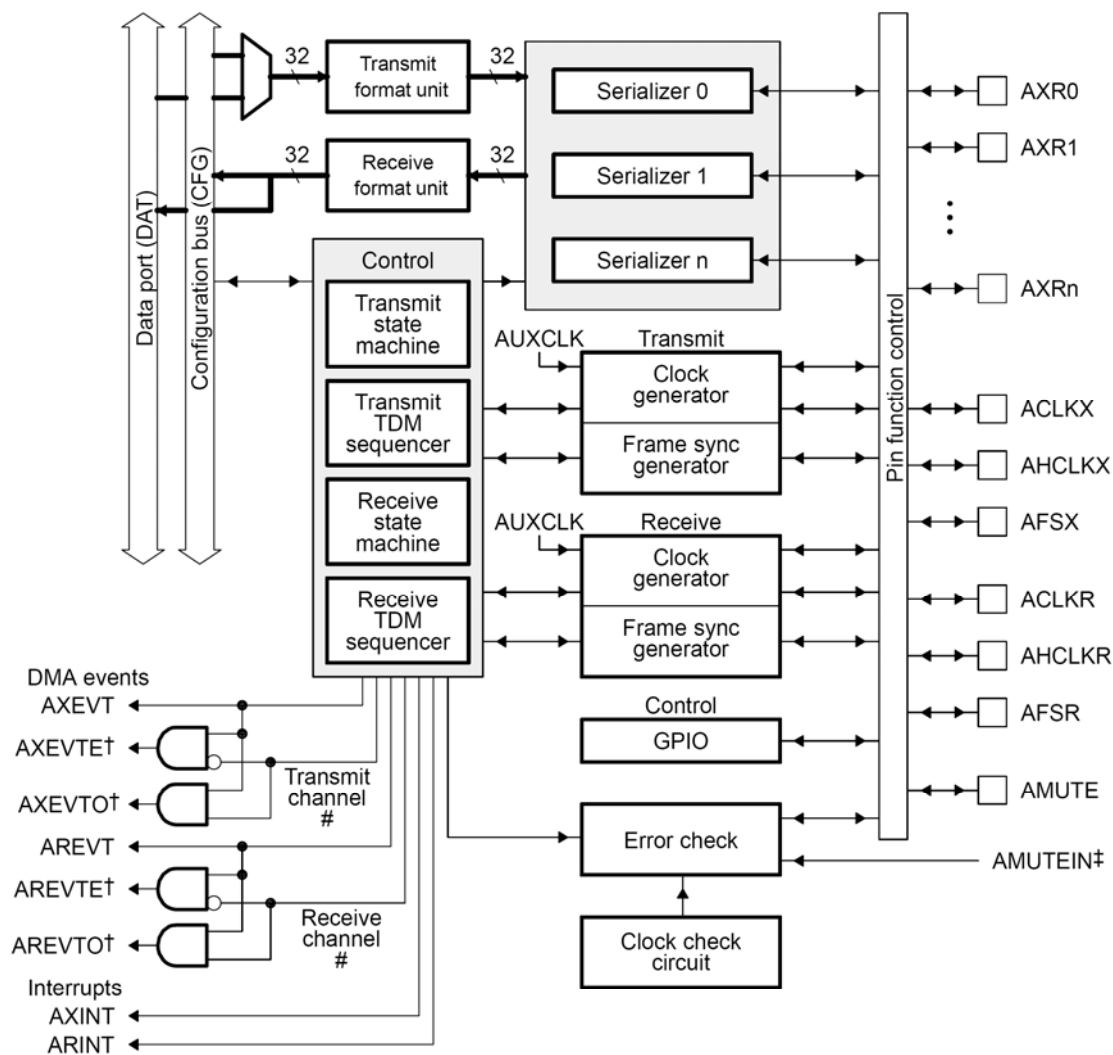 Data port (DAT)
Configuration bus (CFG)
32
Transmit
format unit
32
32
Receive
format unit
32
Serializer 0
Serializer 1
Serializer n
Control
Transmit
state
machine
Transmit
TDM
sequencer
Receive
state
machine
Receive
TDM
sequencer
AUXCLK
Transmit
Clock
generator
Frame sync
generator
AUXCLK
Receive
Clock
generator
Frame sync
generator
Control
GPIO
Error check
Clock check
circuit
Pin function control
AXR0
AXR1
AXRn
ACLKX
AHCLKX
AFSX
ACLKR
AHCLKR
AFSR
AMUTE
AMUTEIN‡
DMA events
AXEVT
AXEVTE†
AXEVTO†
Transmit
channel
#
AREVT
AREVTE†
AREVTO†
Receive
channel
#
Interrupts
AXINT
ARINT